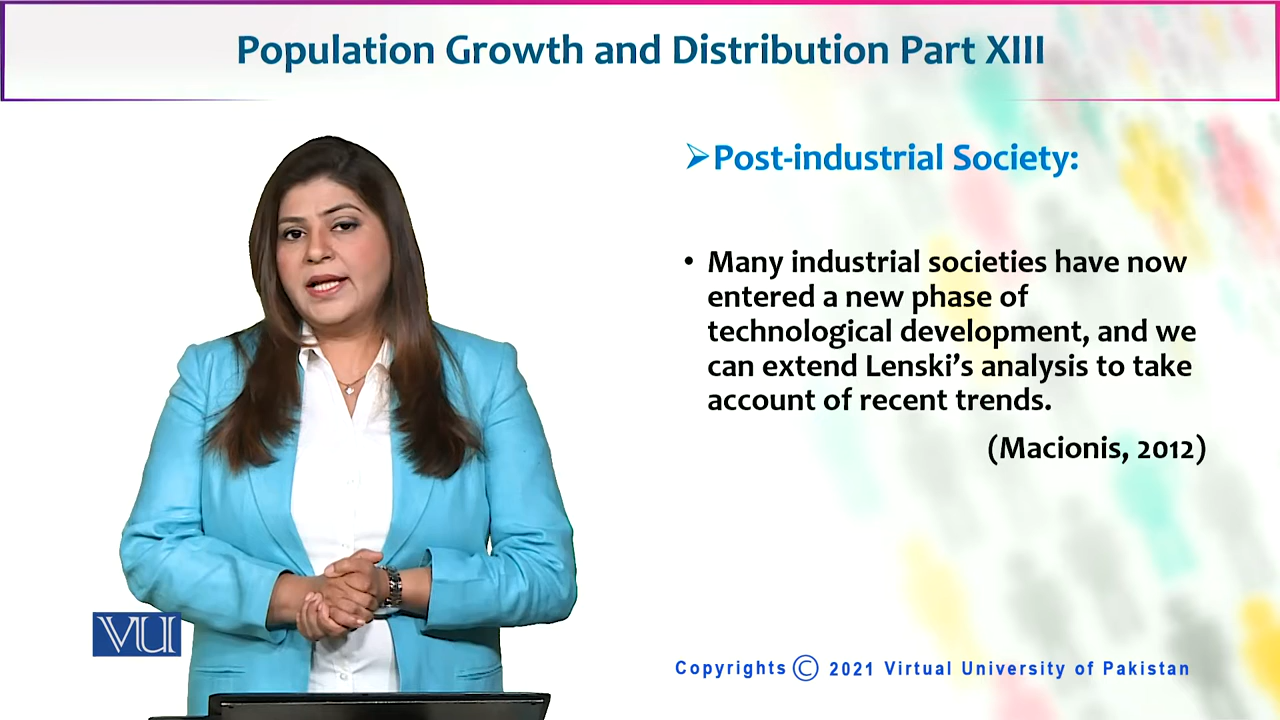 Population Growth and Distribution Part XIII
➢Post-industrial Society:
• Many industrial societies have now
entered a new phase of
technological development, and we
can extend Lenski’s analysis to take
account of recent trends.
(Macionis, 2012)
VU
Copyrights © 2021 Virtual University of Pakistan